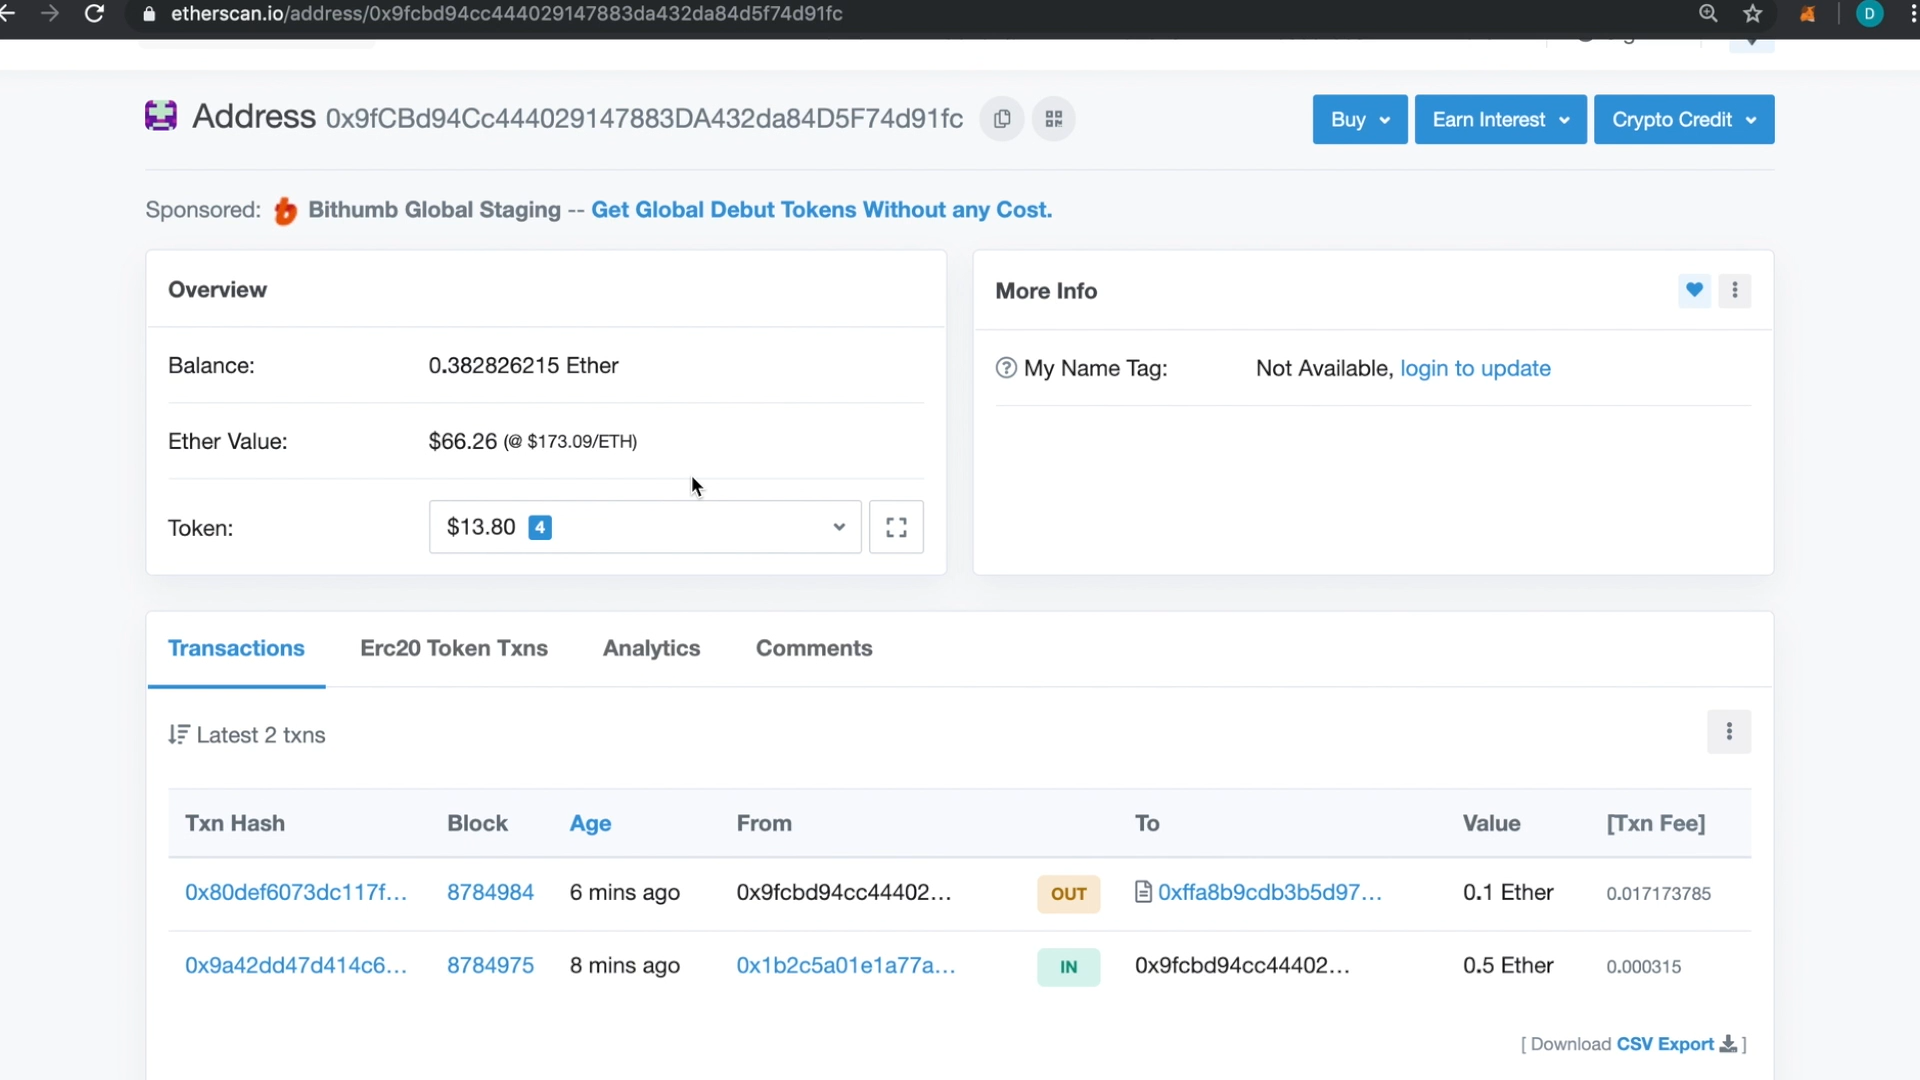 etherscan.io/address/0x9fcbd94cc444029147883da432da84d5f74d91fc
D
Address 0x9fCBd94Cc444029147883DA432da84D5F74d91fc
Buy
Earn Interest
Crypto Credit
Sponsored: Bithumb Global Staging -- Get Global Debut Tokens Without any Cost.
Overview
More Info
Balance: 0.382826215 Ether
My Name Tag: Not Available, login to update
Ether Value: $66.26 (@ $173.09/ETH)
Token: $13.80 4
Transactions Erc20 Token Txns Analytics Comments
Latest 2 txns
Txn Hash Block Age From To Value [Txn Fee]
0x80def6073dc117f... 8784984 6 mins ago 0x9fcbd94cc44402... OUT 0xffa8b9cdb3b5d97... 0.1 Ether 0.017173785
0x9a42dd47d414c6... 8784975 8 mins ago 0x1b2c5a01e1a77a... IN 0x9fcbd94cc44402... 0.5 Ether 0.000315
[ Download CSV Export ]